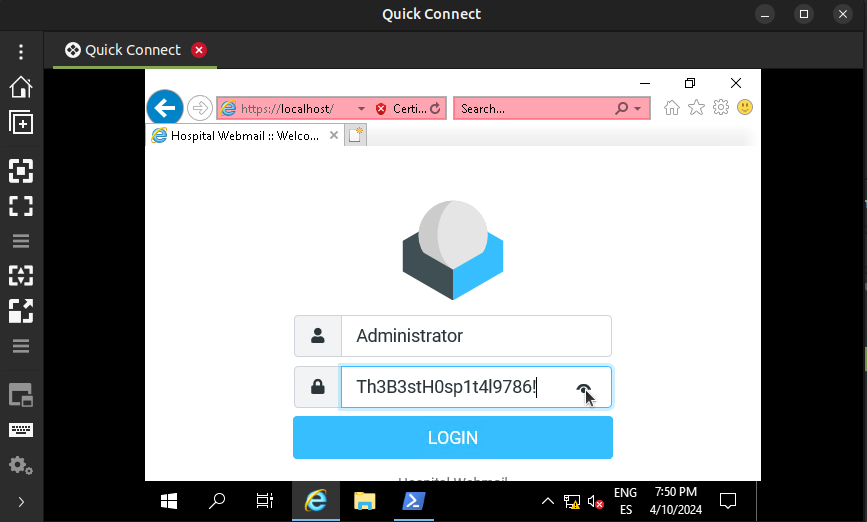 Quick Connect
Quick Connect
https://localhost/
Certi...
Search...
Hospital Webmail :: Welco...
Administrator
Th3B3stH0sp1t4l9786!
LOGIN
Hospital Webmail
ENG
7:50 PM
ES
4/10/2024